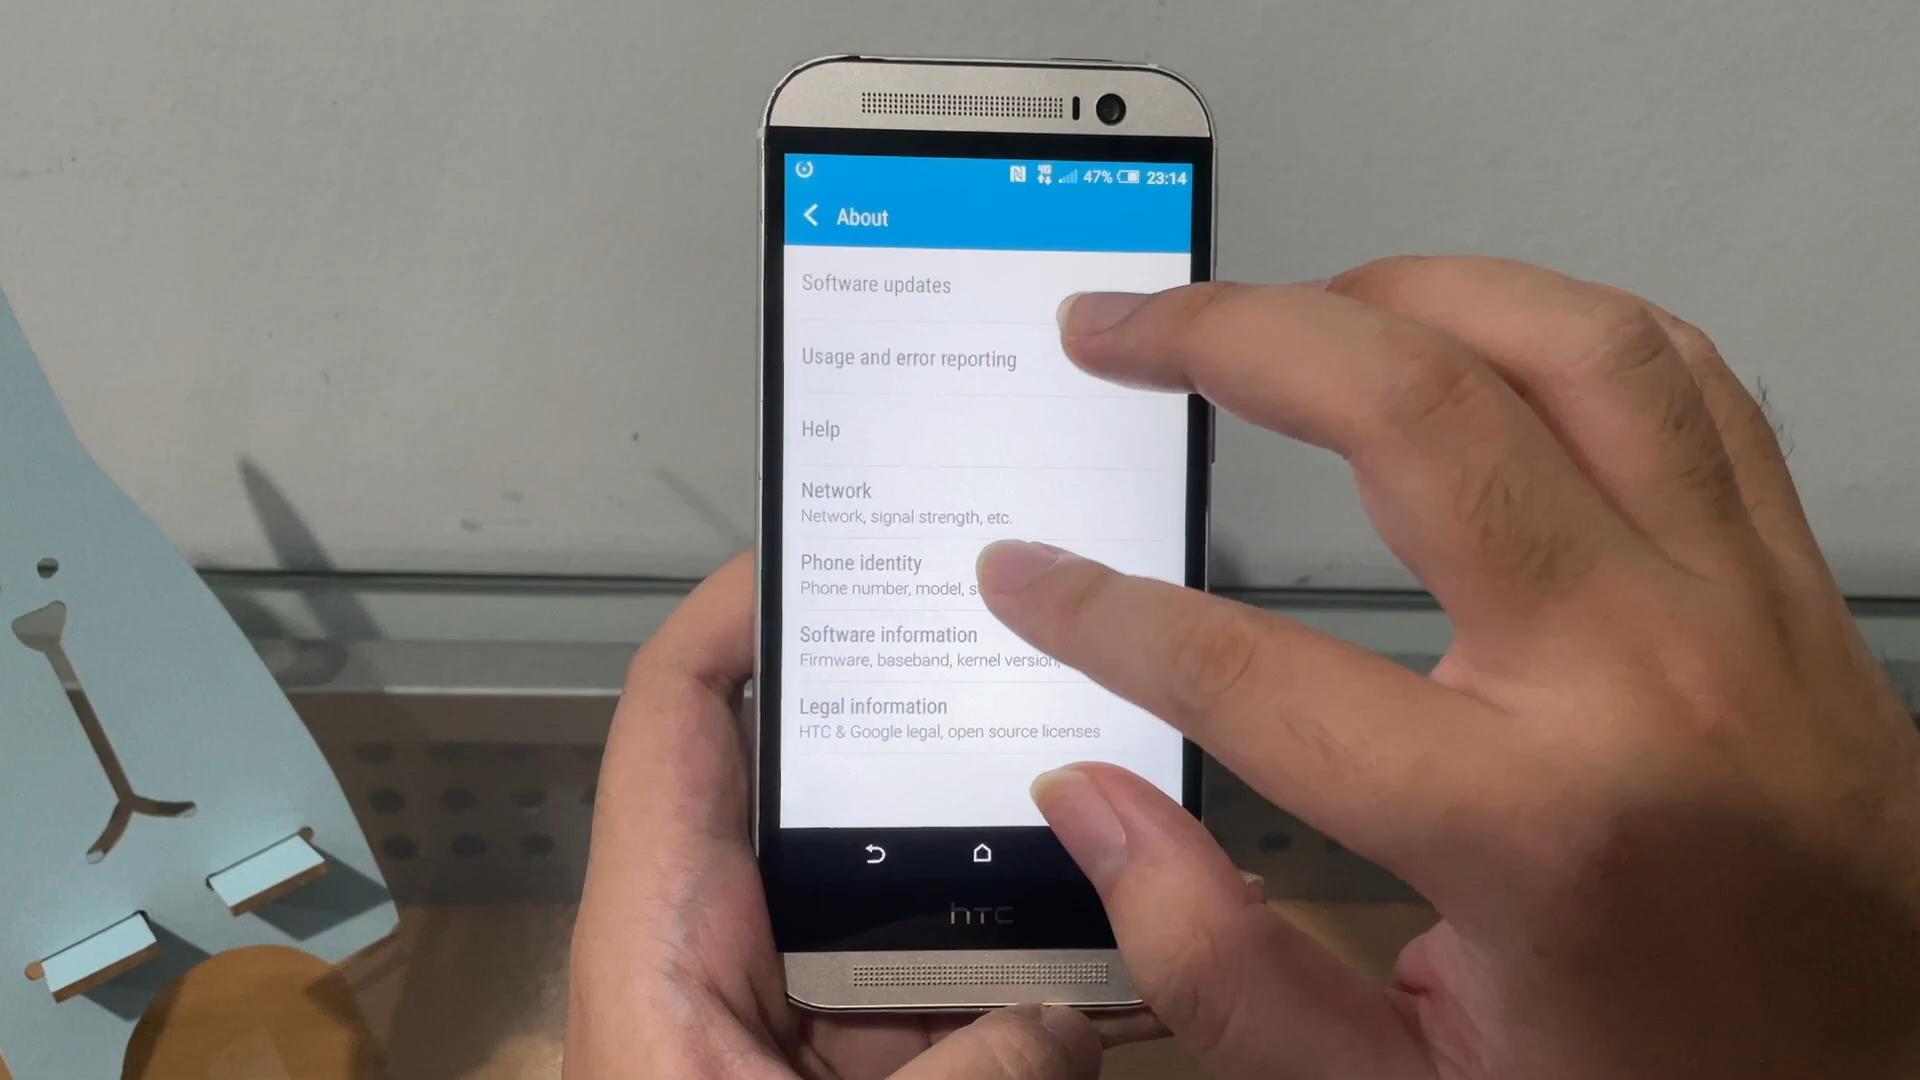 47% 23:14
About
Software updates
Usage and error reporting
Help
Network
Network, signal strength, etc.
Phone identity
Phone number, model, s
Software information
Firmware, baseband, kernel version,
Legal information
HTC & Google legal, open source licenses
hTC